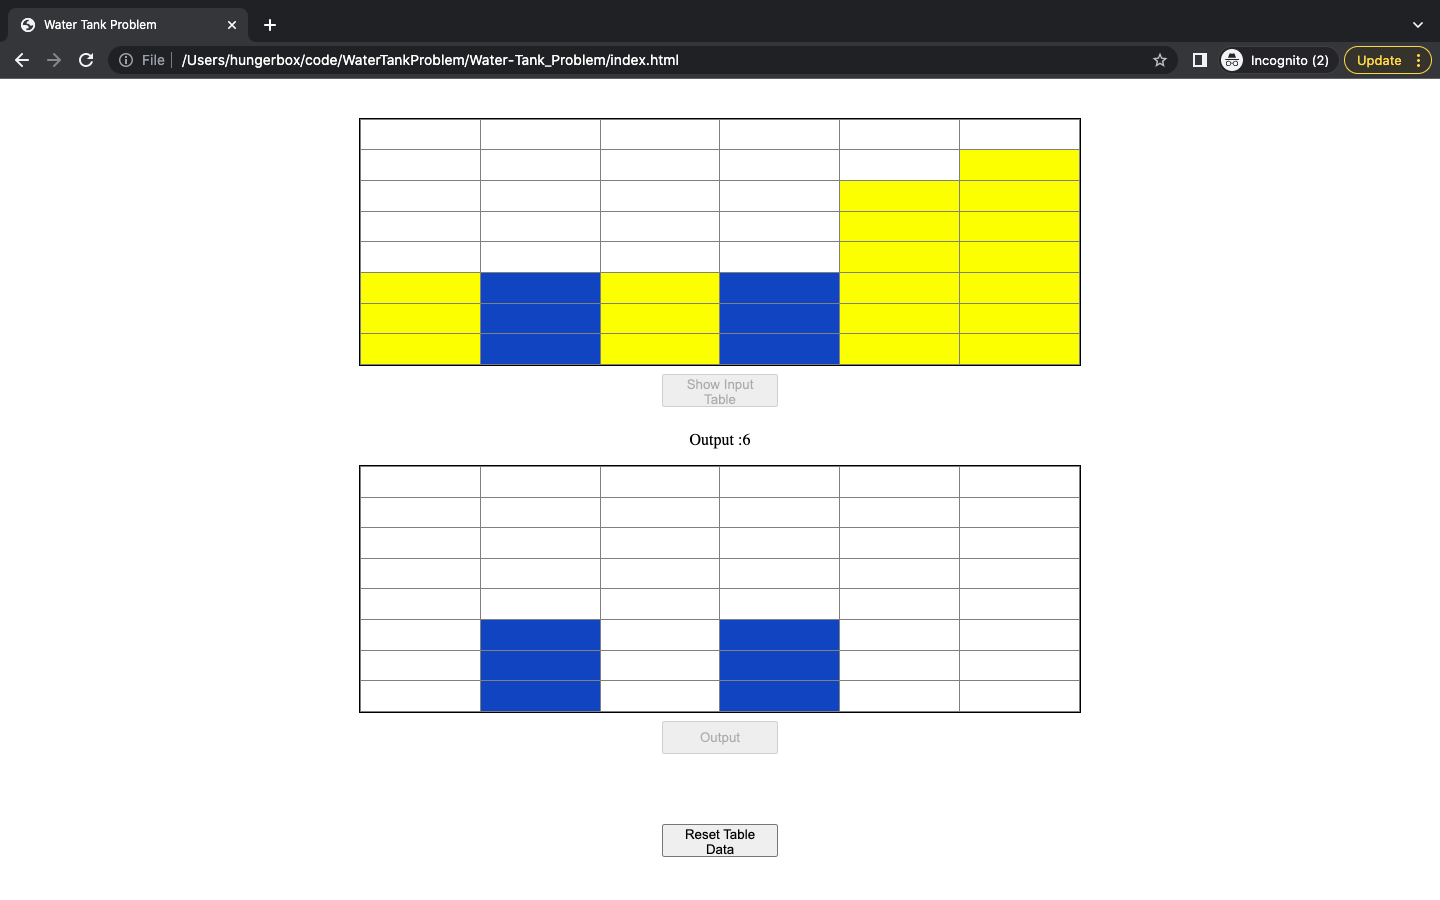 Water Tank Problem
File
/Users/hungerbox/code/WaterTankProblem/Water-Tank_Problem/index.html
Incognito (2)
Update
Show Input
Table
Output :6
Output
Reset Table
Data